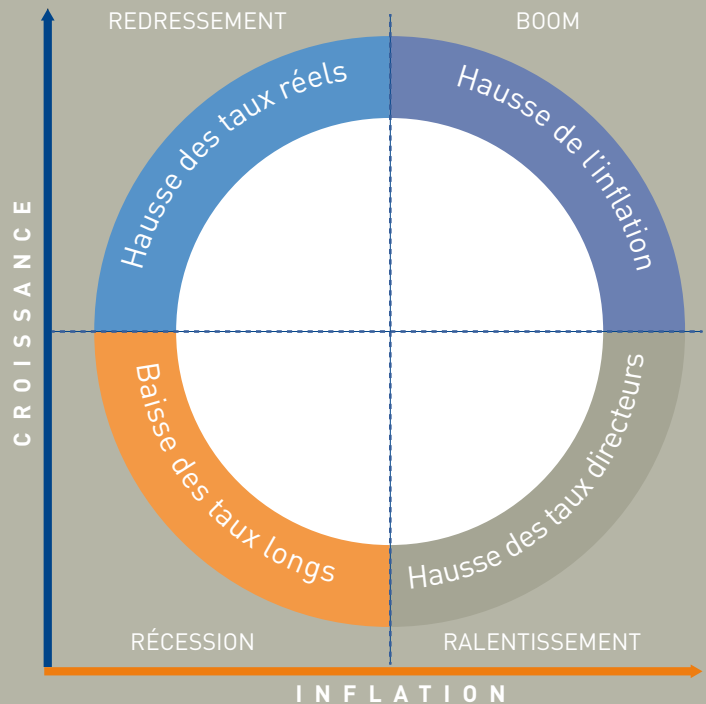 REDRESSEMENT
BOOM
Hausse des taux réels
Hausse de l'inflation
CROISSANCE
Baisse des taux longs
Hausse des taux directeurs
RÉCESSION
RALENTISSEMENT
INFLATION